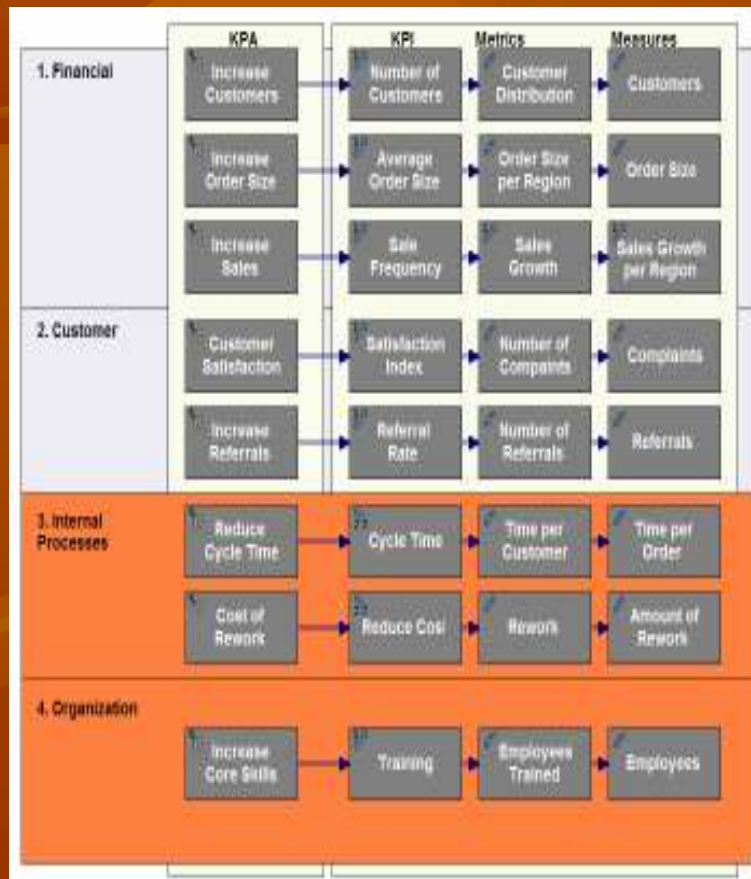 KPA KPI Metrics Measures
1. Financial
Increase
Customers
Number of
Customers
Customer
Distribution
Customers
Increase
Order Size
Average
Order Size
Order Size
per Region
Order Size
Increase
Sales
Sale
Frequency
Sales
Growth
Sales Growth
per Region
2. Customer
Customer
Satisfaction
Satisfaction
Index
Number of
Compaints
Complaints
Increase
Referrals
Referral
Rate
Number of
Referrals
Referrals
3. Internal
Processes
Reduce
Cycle Time
Cycle Time
Time per
Customer
Time per
Order
Cost of
Rework
Reduce Cost
Rework
Amount of
Rework
4. Organization
Increase
Core Skills
Training
Employees
Trained
Employees